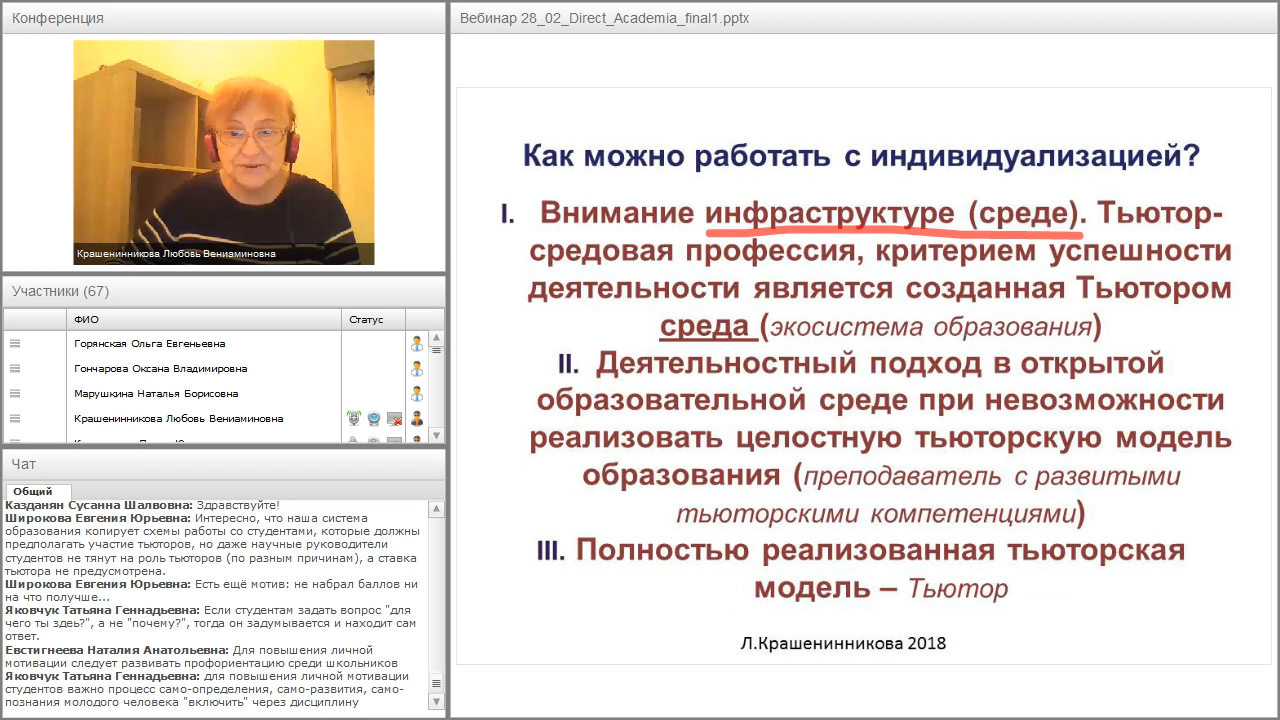 Конференция
Крашенинникова Любовь Вениаминовна
Участники (67)
ФИО Статус
Горянская Ольга Евгеньевна
Гончарова Оксана Владимировна
Марушкина Наталья Борисовна
Крашенинникова Любовь Вениаминовна
Чат
Общий
Казданян Сусанна Шалвовна: Здравствуйте!
Широкова Евгения Юрьевна: Интересно, что наша система
образования копирует схемы работы со студентами, которые должны
предполагать участие тьюторов, но даже научные руководители
студентов не тянут на роль тьюторов (по разным причинам), а ставка
тьютора не предусмотрена.
Широкова Евгения Юрьевна: Есть ещё мотив: не набрал баллов ни
на что получше...
Яковчук Татьяна Геннадьевна: Если студентам задать вопрос "для
чего ты здеь?", а не "почему?", тогда он задумывается и находит сам
ответ.
Евстигнеева Наталия Анатольевна: Для повышения личной
мотивации следует развивать профориентацию среди школьников
Яковчук Татьяна Геннадьевна: для повышения личной мотивации
студентов важно процесс само-определения, само-развития, само-
познания молодого человека "включить" через дисциплину
Вебинар 28_02_Direct_Academia_final1.pptx
Как можно работать с индивидуализацией?
I. Внимание инфраструктуре (среде). Тьютор-
средовая профессия, критерием успешности
деятельности является созданная Тьютором
среда (экосистема образования)
II. Деятельностный подход в открытой
образовательной среде при невозможности
реализовать целостную тьюторскую модель
образования (преподаватель с развитыми
тьюторскими компетенциями)
III. Полностью реализованная тьюторская
модель – Тьютор
Л.Крашенинникова 2018